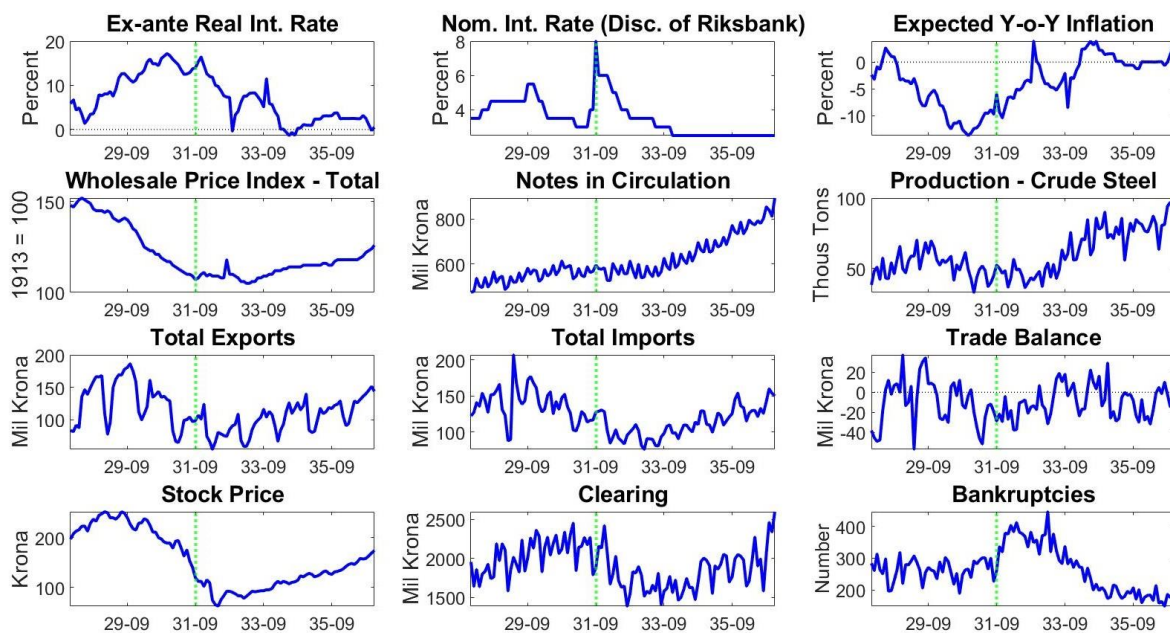 Ex-ante Real Int. Rate
Percent
20
10
0
29-09 31-09 33-09 35-09
Nom. Int. Rate (Disc. of Riksbank)
Percent
8
6
4
29-09 31-09 33-09 35-09
Expected Y-o-Y Inflation
Percent
0
-5
-10
29-09 31-09 33-09 35-09
Wholesale Price Index - Total
1913 = 100
150
100
29-09 31-09 33-09 35-09
Notes in Circulation
Mil Krona
800
600
29-09 31-09 33-09 35-09
Production - Crude Steel
Thous Tons
100
50
29-09 31-09 33-09 35-09
Total Exports
Mil Krona
200
150
100
29-09 31-09 33-09 35-09
Total Imports
Mil Krona
200
150
100
29-09 31-09 33-09 35-09
Trade Balance
Mil Krona
20
0
-20
-40
29-09 31-09 33-09 35-09
Stock Price
Krona
200
100
29-09 31-09 33-09 35-09
Clearing
Mil Krona
2500
2000
1500
29-09 31-09 33-09 35-09
Bankruptcies
Number
400
300
200
29-09 31-09 33-09 35-09